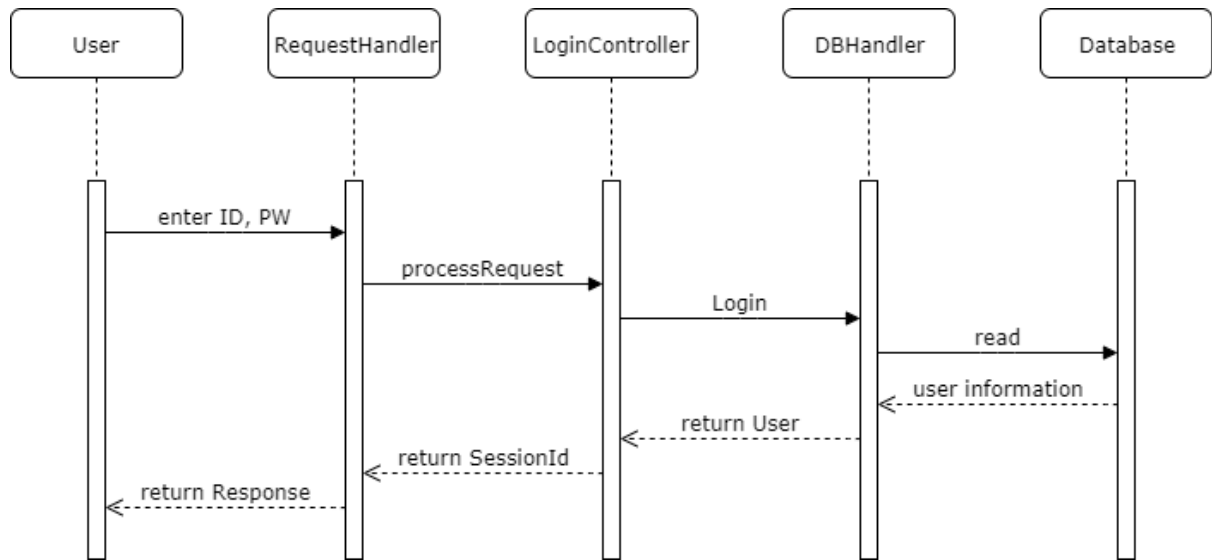 User
RequestHandler
LoginController
DBHandler
Database
enter ID, PW
processRequest
Login
read
user information
return User
return SessionId
return Response